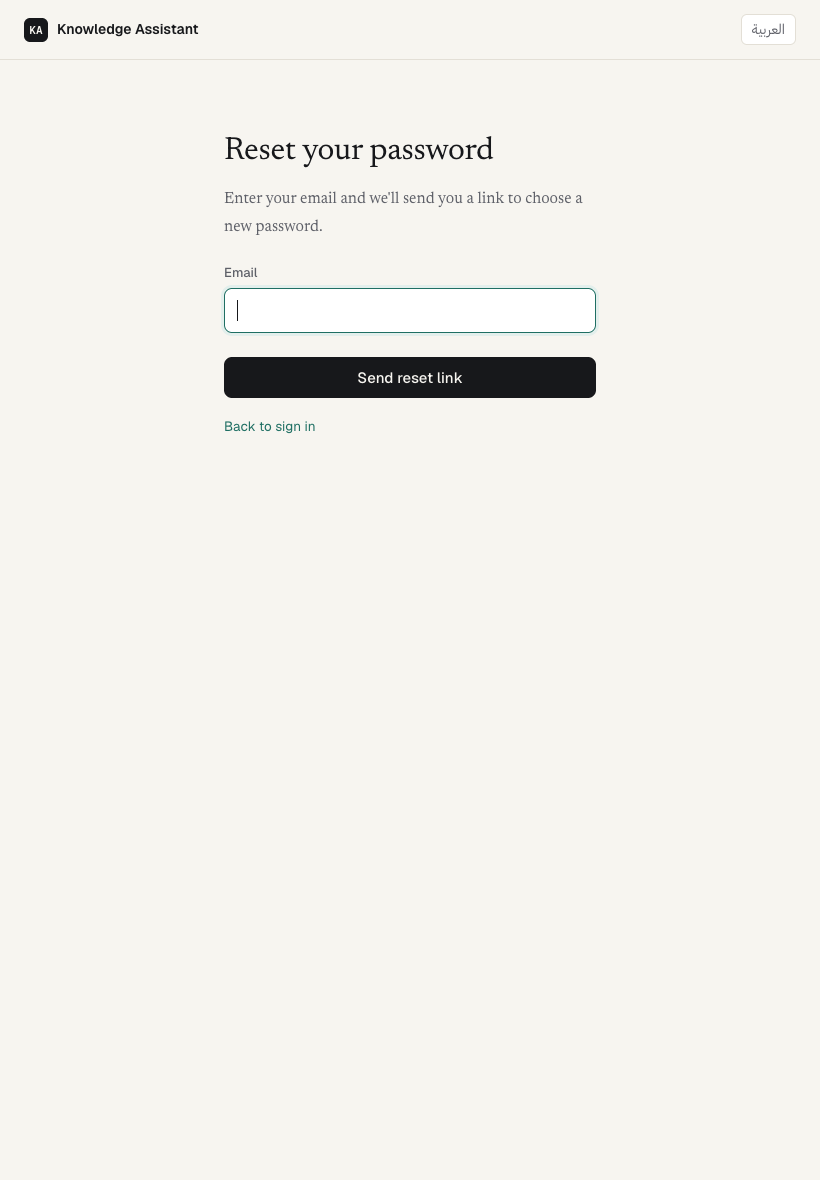 KA Knowledge Assistant
العربية
Reset your password
Enter your email and we'll send you a link to choose a
new password.
Email
Send reset link
Back to sign in